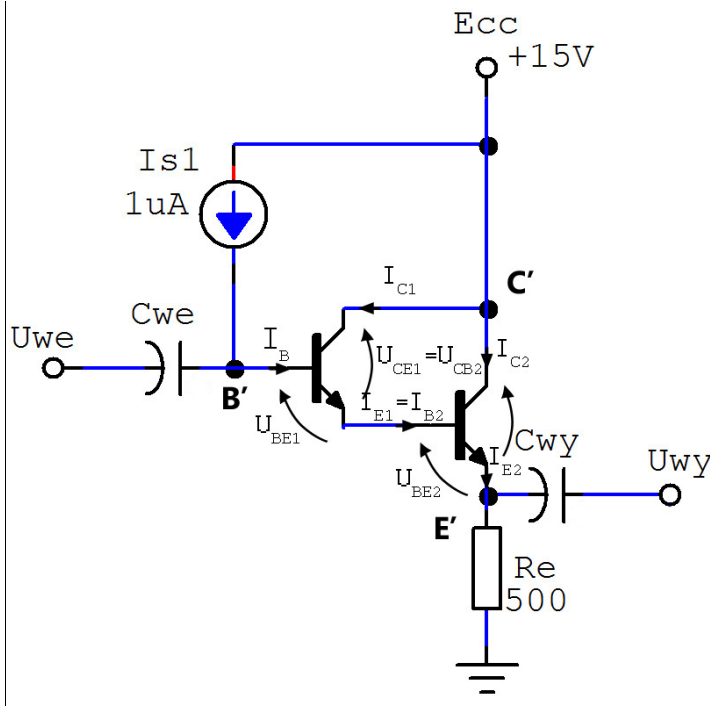 Ecc
+15V
Is1
1uA
I_C1
C'
Cwe
Uwe
I_B
U_CE1=U_CB2
I_C2
B'
I_E1=I_B2
U_BE1
Cwy
Uwy
I_E2
U_BE2
E'
Re
500